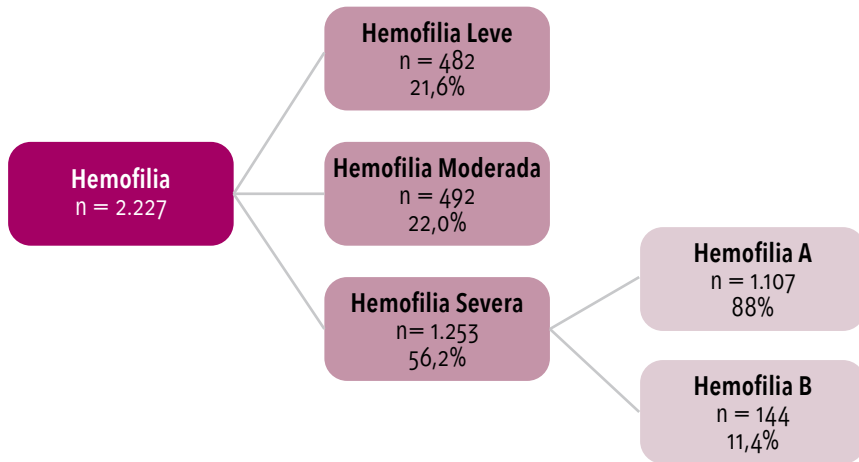 Hemofilia Leve
n = 482
21,6%
Hemofilia
n = 2.227
Hemofilia Moderada
n = 492
22,0%
Hemofilia Severa
n= 1.253
56,2%
Hemofilia A
n = 1.107
88%
Hemofilia B
n = 144
11,4%